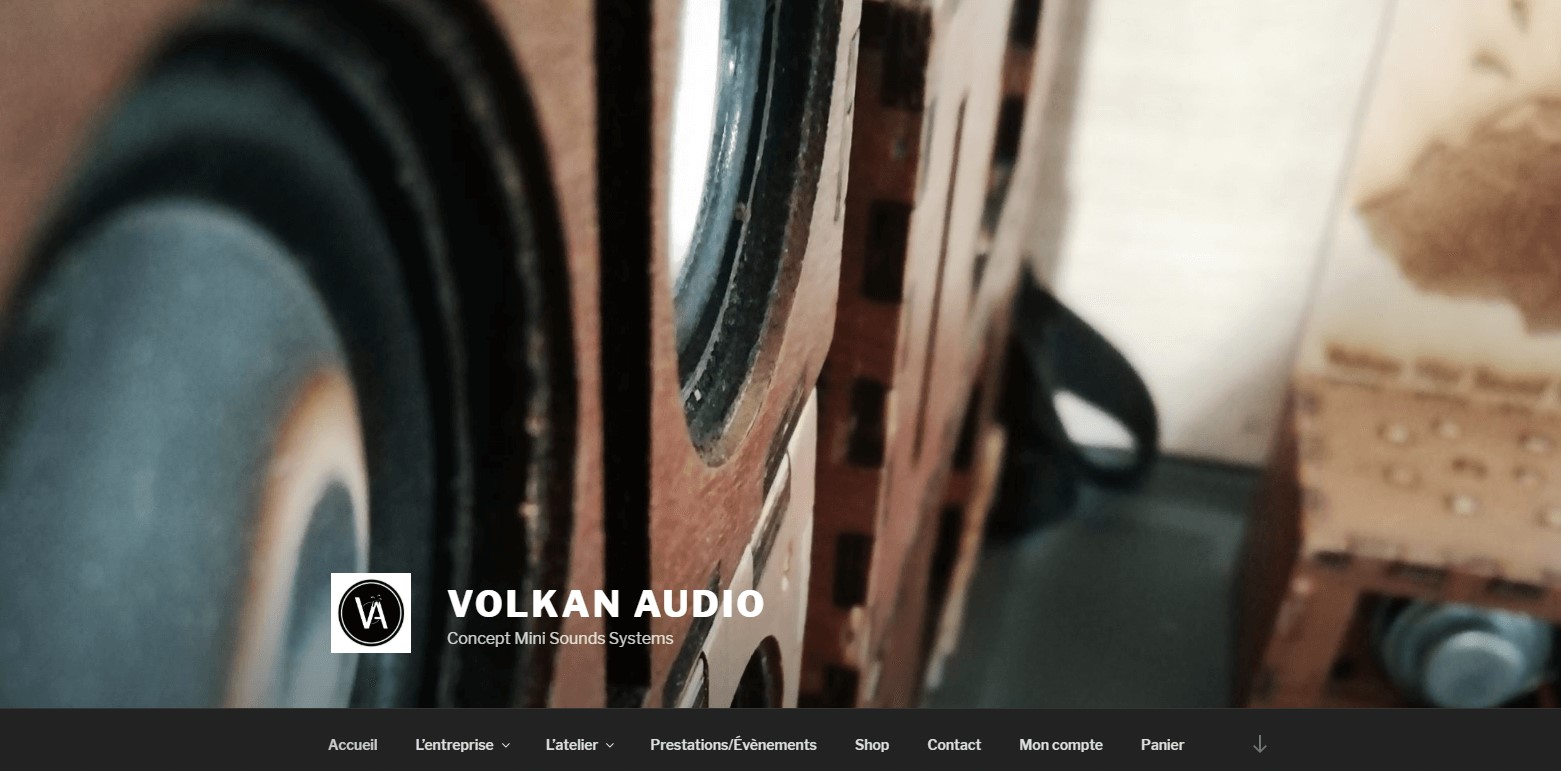 VA
VOLKAN AUDIO
Concept Mini Sounds Systems
Accueil L'entreprise L'atelier Prestations/Évènements Shop Contact Mon compte Panier